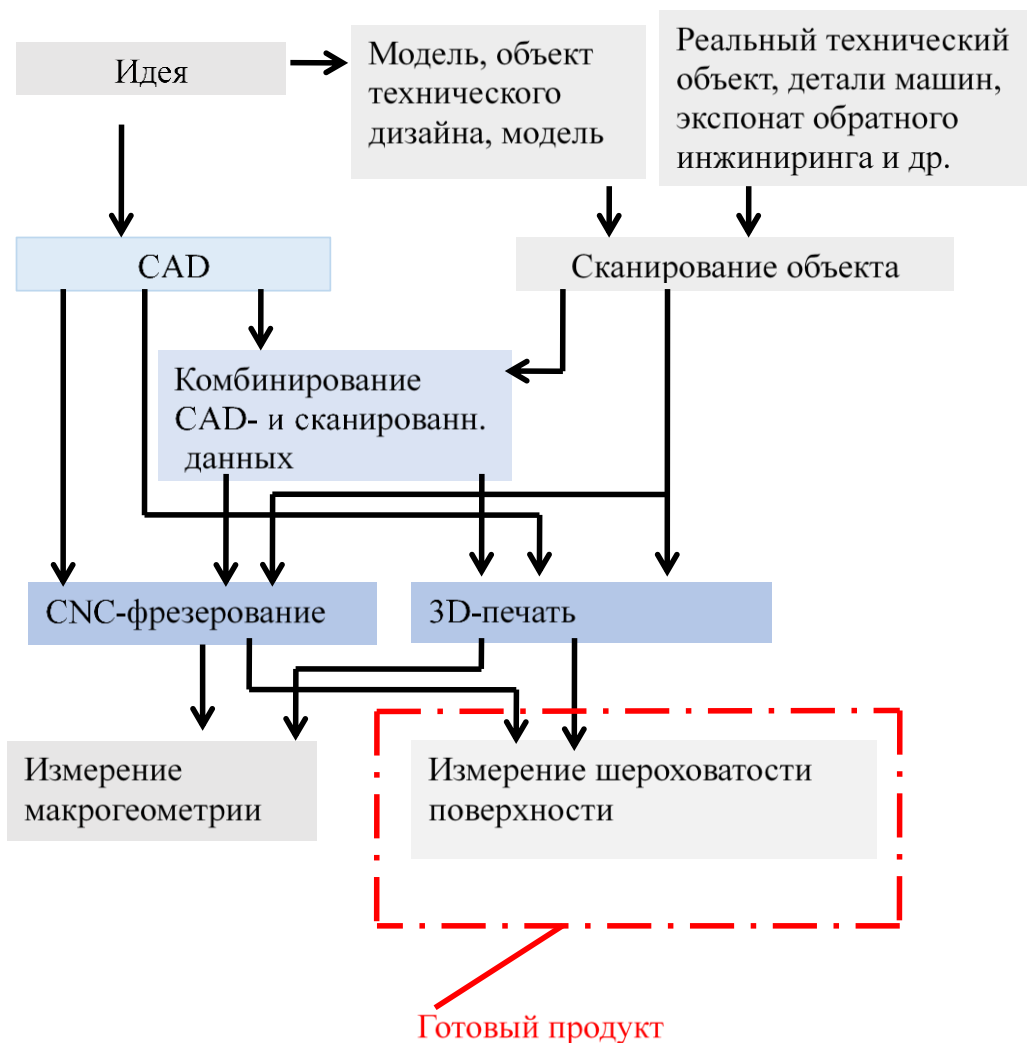 Идея
Модель, объект
технического
дизайна, модель
Реальный технический
объект, детали машин,
экспонат обратного
инжиниринга и др.
CAD
Сканирование объекта
Комбинирование
CAD- и сканированн.
данных
CNC-фрезерование
3D-печать
Измерение
макрогеометрии
Измерение шероховатости
поверхности
Готовый продукт